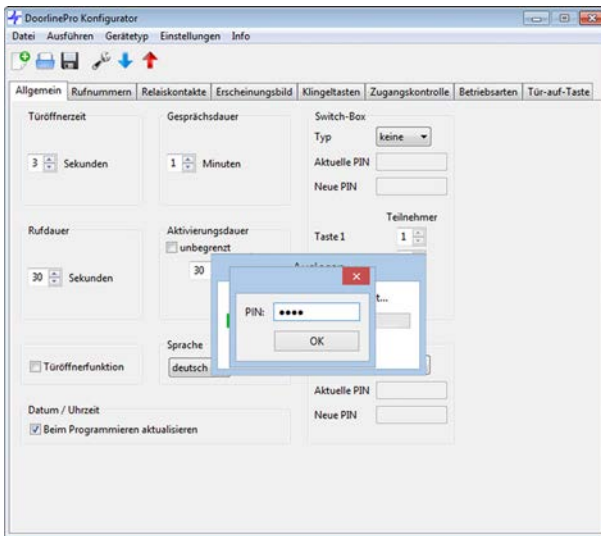 DoorlinePro Konfigurator
Datei Ausführen Gerätetyp Einstellungen Info
Allgemein Rufnummern Relaiskontakte Erscheinungsbild Klingeltasten Zugangskontrolle Betriebsarten Tür-auf-Taste
Türöffnerzeit Gesprächsdauer Switch-Box
Typ keine
3 Sekunden 1 Minuten Aktuelle PIN
Neue PIN
Teilnehmer
Rufdauer Aktivierungsdauer Taste 1 1
unbegrenzt
30
30 Sekunden
PIN: ••••
OK
Sprache
Türöffnerfunktion deutsch
Aktuelle PIN
Datum / Uhrzeit Neue PIN
Beim Programmieren aktualisieren